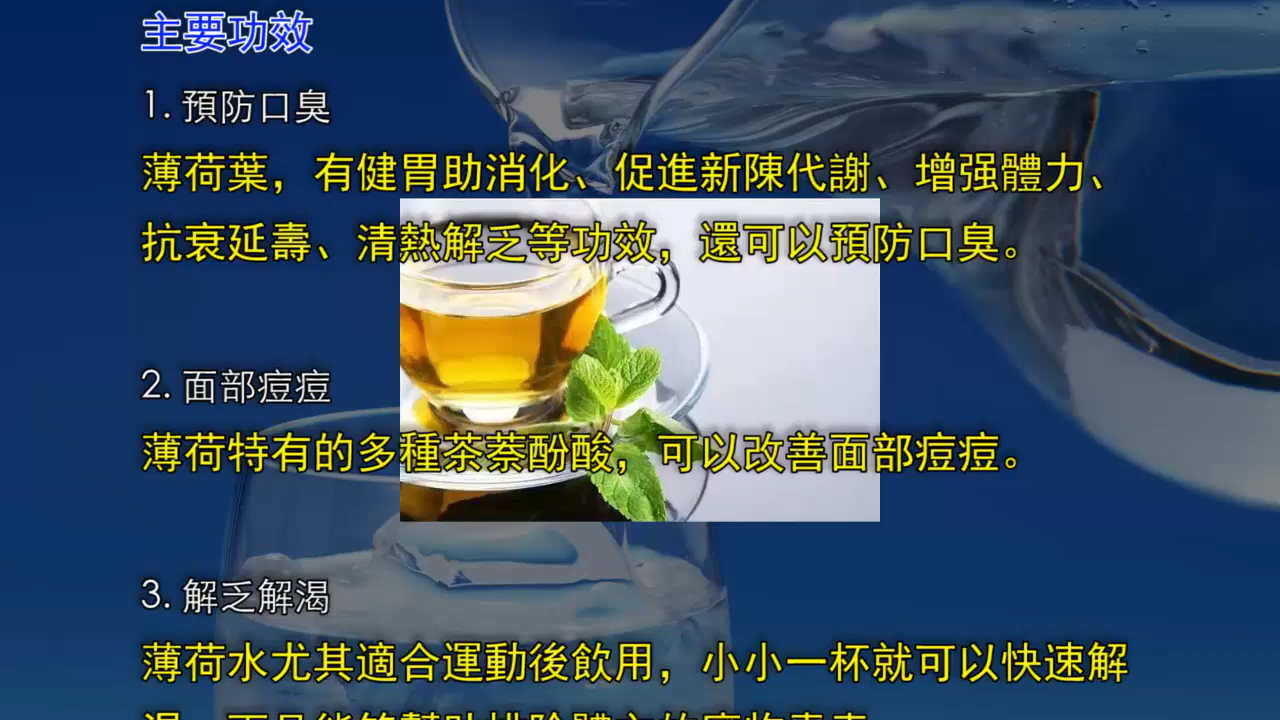 主要功效
1. 預防口臭
薄荷葉，有健胃助消化、促進新陳代謝、增强體力、
抗衰延壽、清熱解乏等功效，還可以預防口臭。
2. 面部痘痘
薄荷特有的多種茶萘酚酸，可以改善面部痘痘。
3. 解乏解渴
薄荷水尤其適合運動後飲用，小小一杯就可以快速解